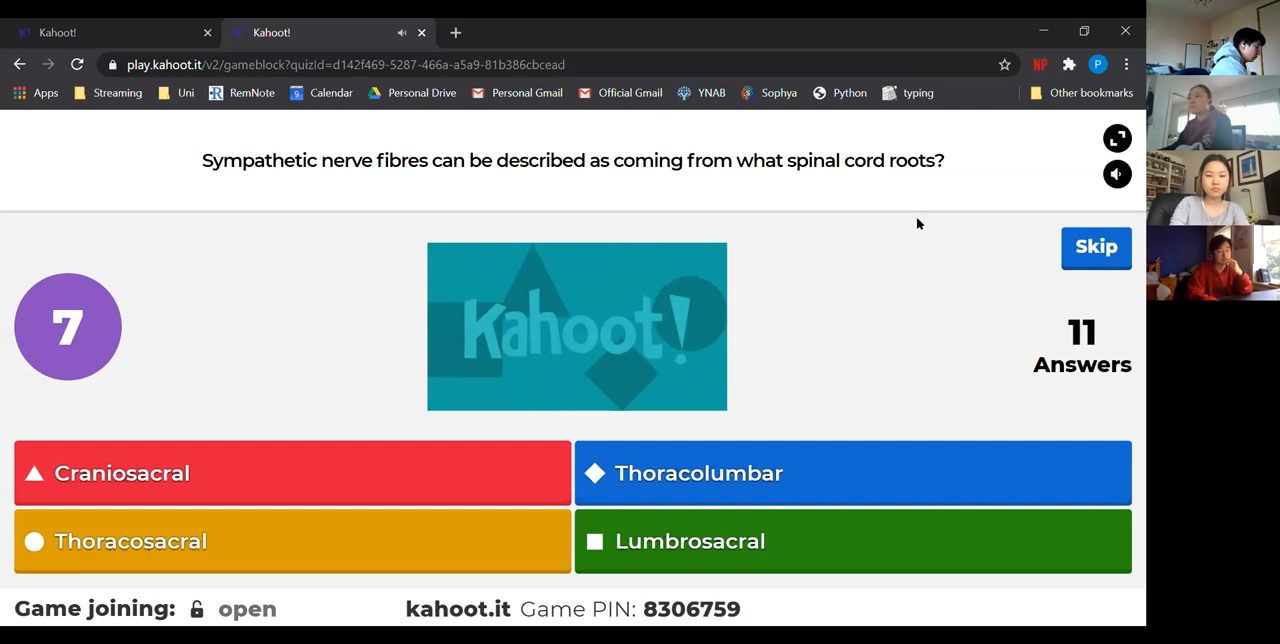 Kahoot!
Kahoot!
play.kahoot.it/v2/gameblock?quizId=d142f469-5287-466a-a5a9-81b386cbcead
NP
P
Apps Streaming Uni RemNote Calendar Personal Drive Personal Gmail Official Gmail YNAB Sophya Python typing Other bookmarks
Sympathetic nerve fibres can be described as coming from what spinal cord roots?
Skip
7
Kahoot!
11
Answers
Craniosacral
Thoracolumbar
Thoracosacral
Lumbrosacral
Game joining: open
kahoot.it Game PIN: 8306759